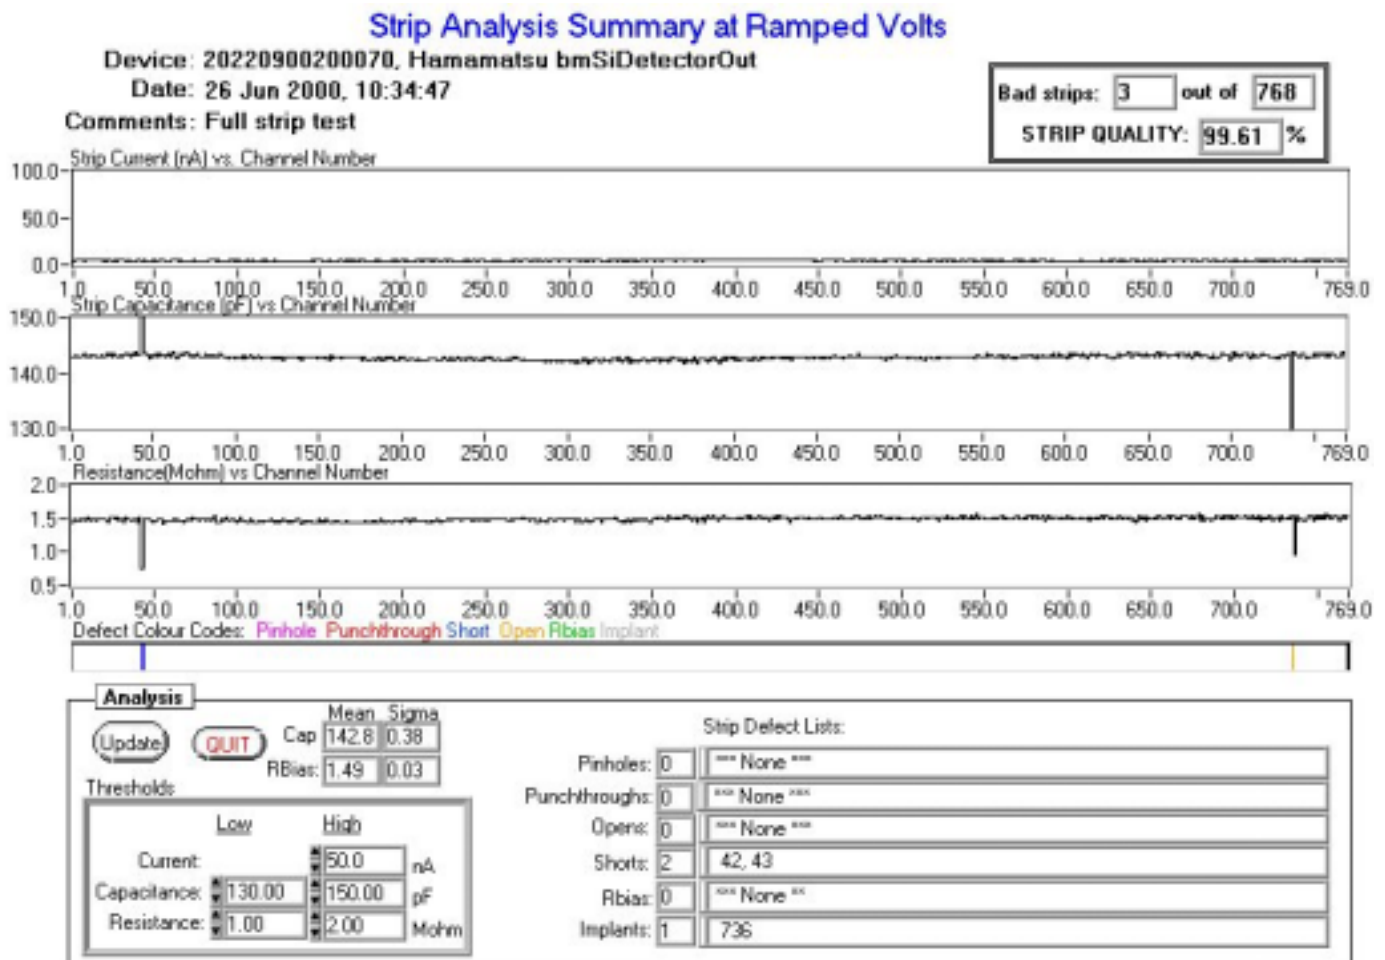 Strip Analysis Summary at Ramped Volts
Device: 20220900200070, Hamamatsu bmSiDetectorOut
Date: 26 Jun 2000, 10:34:47
Comments: Full strip test
Bad strips: 3 out of 768
STRIP QUALITY: 99.61 %
Strip Current (nA) vs. Channel Number
100.0
50.0
0.0
1.0 50.0 100.0 150.0 200.0 250.0 300.0 350.0 400.0 450.0 500.0 550.0 600.0 650.0 700.0 769.0
Strip Capacitance (pF) vs Channel Number
150.0
140.0
130.0
1.0 50.0 100.0 150.0 200.0 250.0 300.0 350.0 400.0 450.0 500.0 550.0 600.0 650.0 700.0 769.0
Resistance(Mohm) vs Channel Number
2.0
1.5
1.0
0.5
1.0 50.0 100.0 150.0 200.0 250.0 300.0 350.0 400.0 450.0 500.0 550.0 600.0 650.0 700.0 769.0
Defect Colour Codes: Pinhole Punchthrough Short Open Rbias Implant
Analysis
Update QUIT
Mean Sigma
Cap 142.8 0.38
RBias: 1.49 0.03
Thresholds
Low High
Current: 50.0 nA
Capacitance: 130.00 150.00 pF
Resistance: 1.00 2.00 Mohm
Strip Defect Lists:
Pinholes: 0 *** None ***
Punchthroughs: 0 *** None ***
Opens: 0 *** None ***
Shorts: 2 42, 43
Rbias: 0 *** None **
Implants: 1 736